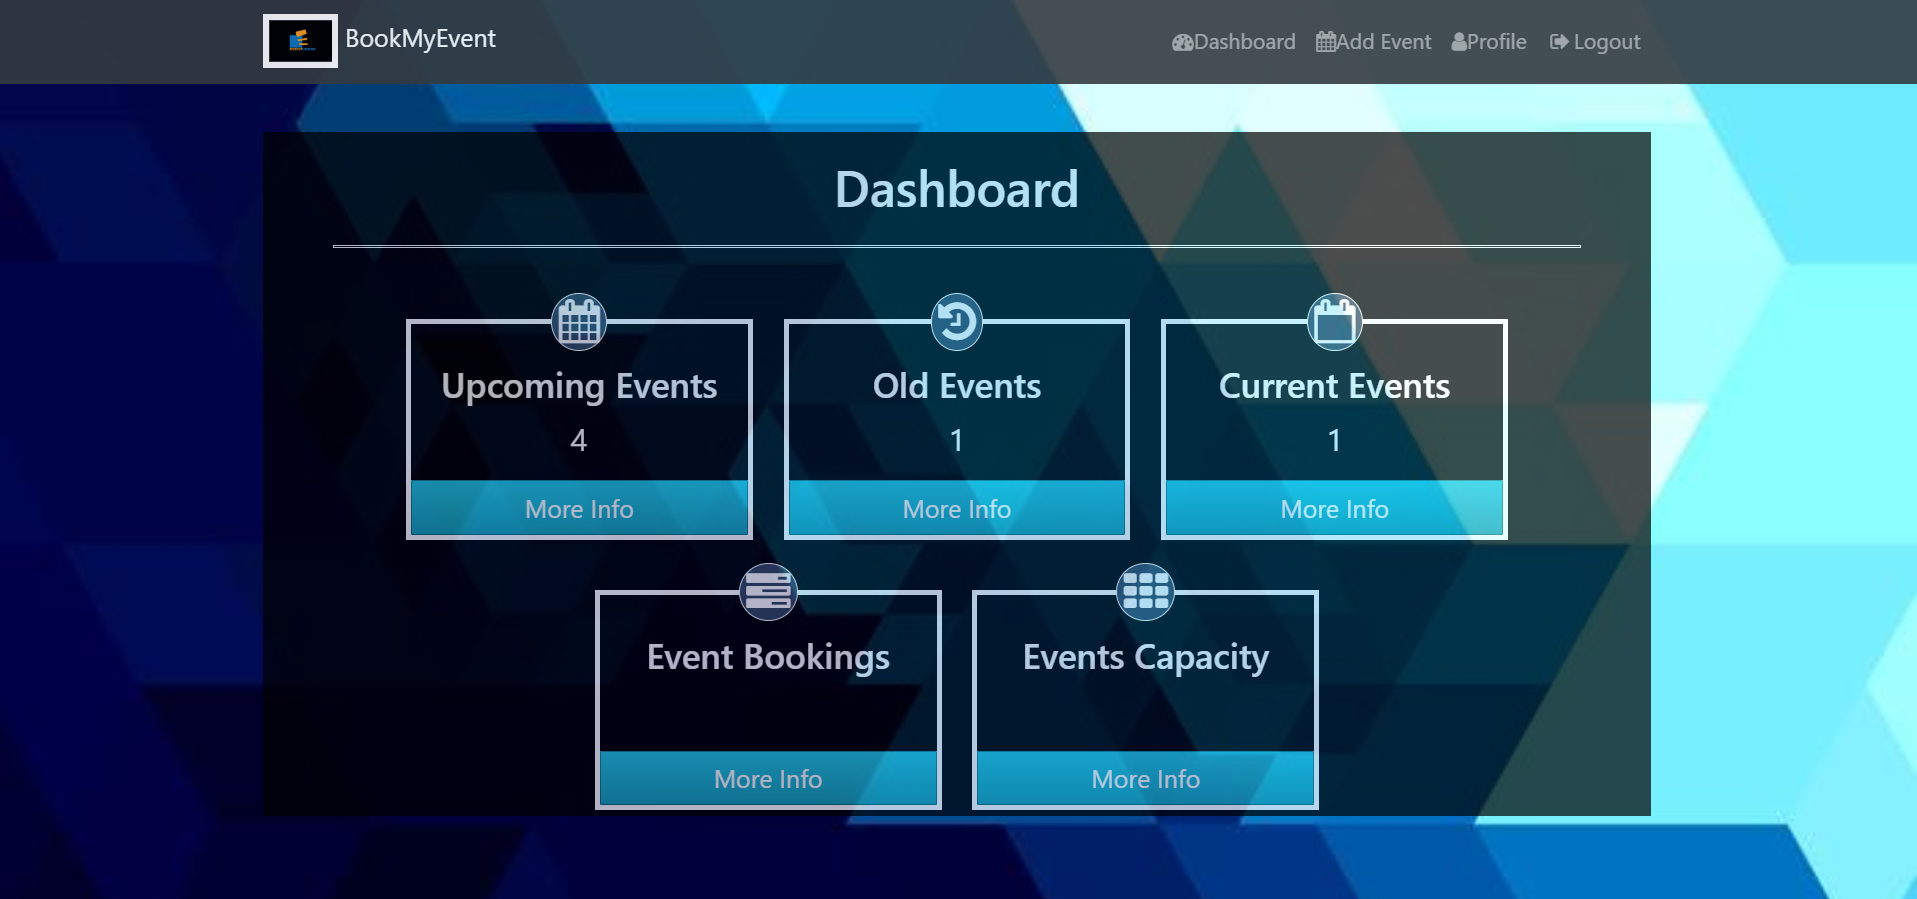 BookMyEvent
Dashboard Add Event Profile Logout
Dashboard
Upcoming Events
4
More Info
Old Events
1
More Info
Current Events
1
More Info
Event Bookings
More Info
Events Capacity
More Info